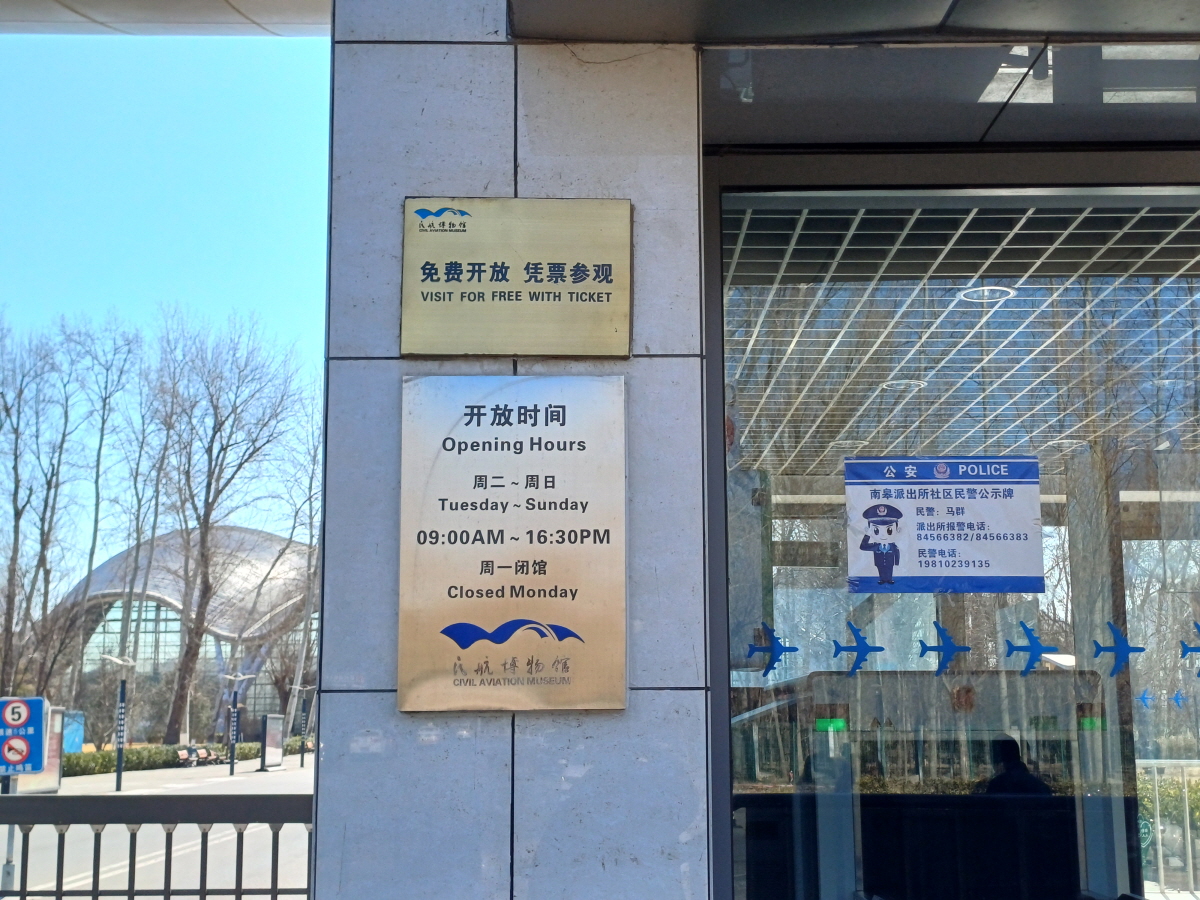 民航博物馆
CIVIL AVIATION MUSEUM
免费开放 凭票参观
VISIT FOR FREE WITH TICKET
开放时间
Opening Hours
周二~周日
Tuesday~Sunday
09:00AM~16:30PM
周一闭馆
Closed Monday
民航博物馆
CIVIL AVIATION MUSEUM
公安 POLICE
南皋派出所社区民警公示牌
民警：马群
派出所报警电话：
84566382/84566383
民警电话：
19810239135
5